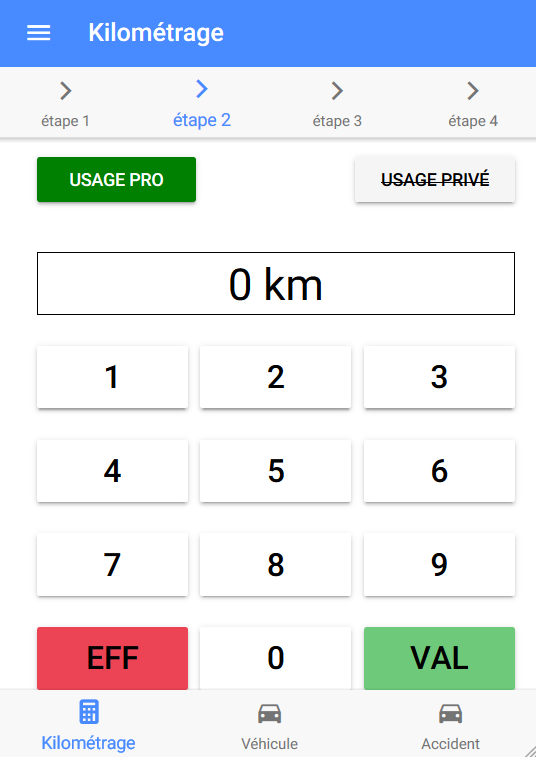 Kilométrage
étape 1 étape 2 étape 3 étape 4
USAGE PRO USAGE PRIVÉ
0 km
1 2 3
4 5 6
7 8 9
EFF 0 VAL
Kilométrage Véhicule Accident